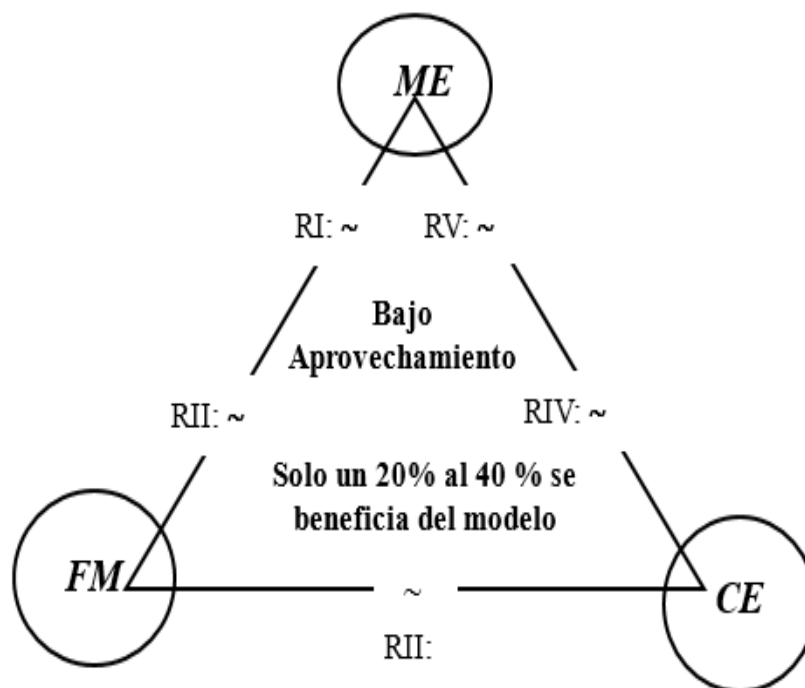 ME
RI: ~ RV: ~
Bajo
Aprovechamiento
RII: ~ RIV: ~
Solo un 20% al 40 % se
beneficia del modelo
FM ~ CE
RII: